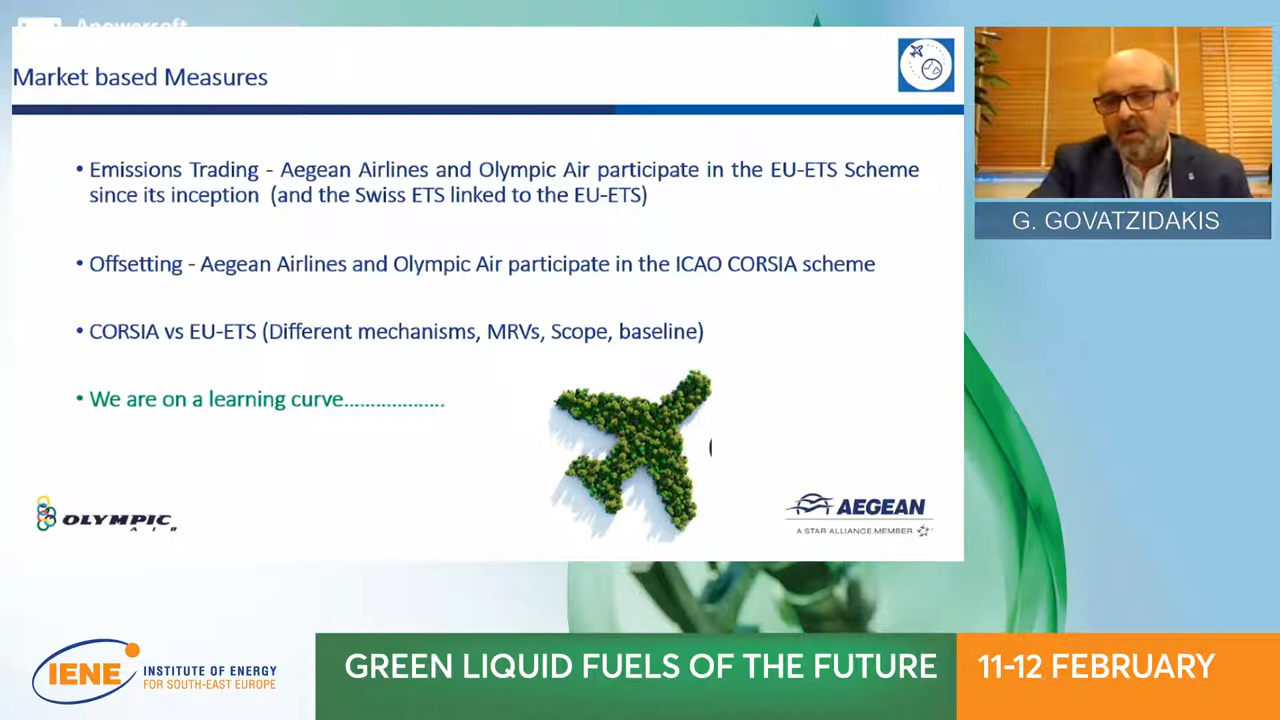 Apowersoft
Market based Measures
• Emissions Trading - Aegean Airlines and Olympic Air participate in the EU-ETS Scheme
since its inception (and the Swiss ETS linked to the EU-ETS)
• Offsetting - Aegean Airlines and Olympic Air participate in the ICAO CORSIA scheme
• CORSIA vs EU-ETS (Different mechanisms, MRVs, Scope, baseline)
• We are on a learning curve...................
OLYMPIC
AIR
AEGEAN
A STAR ALLIANCE MEMBER
G. GOVATZIDAKIS
IENE
INSTITUTE OF ENERGY
FOR SOUTH-EAST EUROPE
GREEN LIQUID FUELS OF THE FUTURE
11-12 FEBRUARY